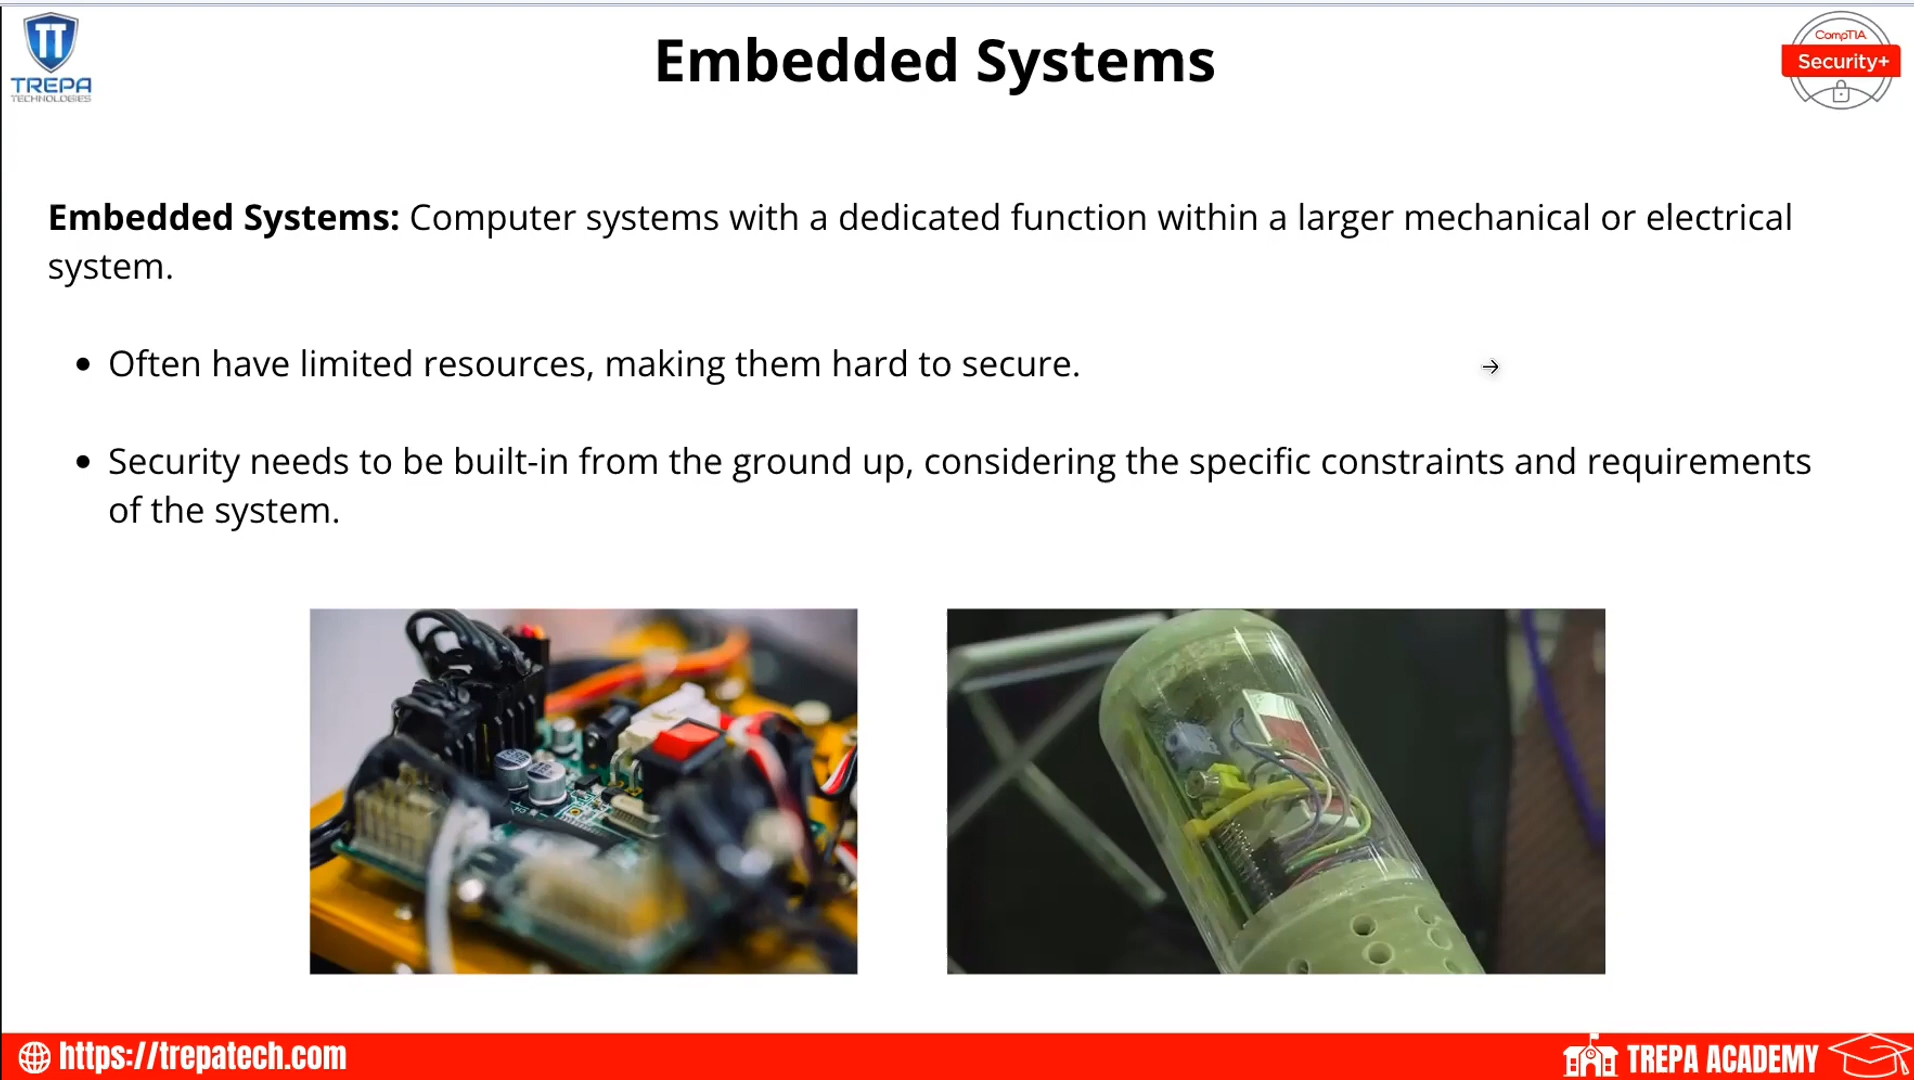 TREPA
TECHNOLOGIES
Embedded Systems
CompTIA
Security+
Embedded Systems: Computer systems with a dedicated function within a larger mechanical or electrical
system.
• Often have limited resources, making them hard to secure.
• Security needs to be built-in from the ground up, considering the specific constraints and requirements
of the system.
https://trepatech.com
TREPA ACADEMY